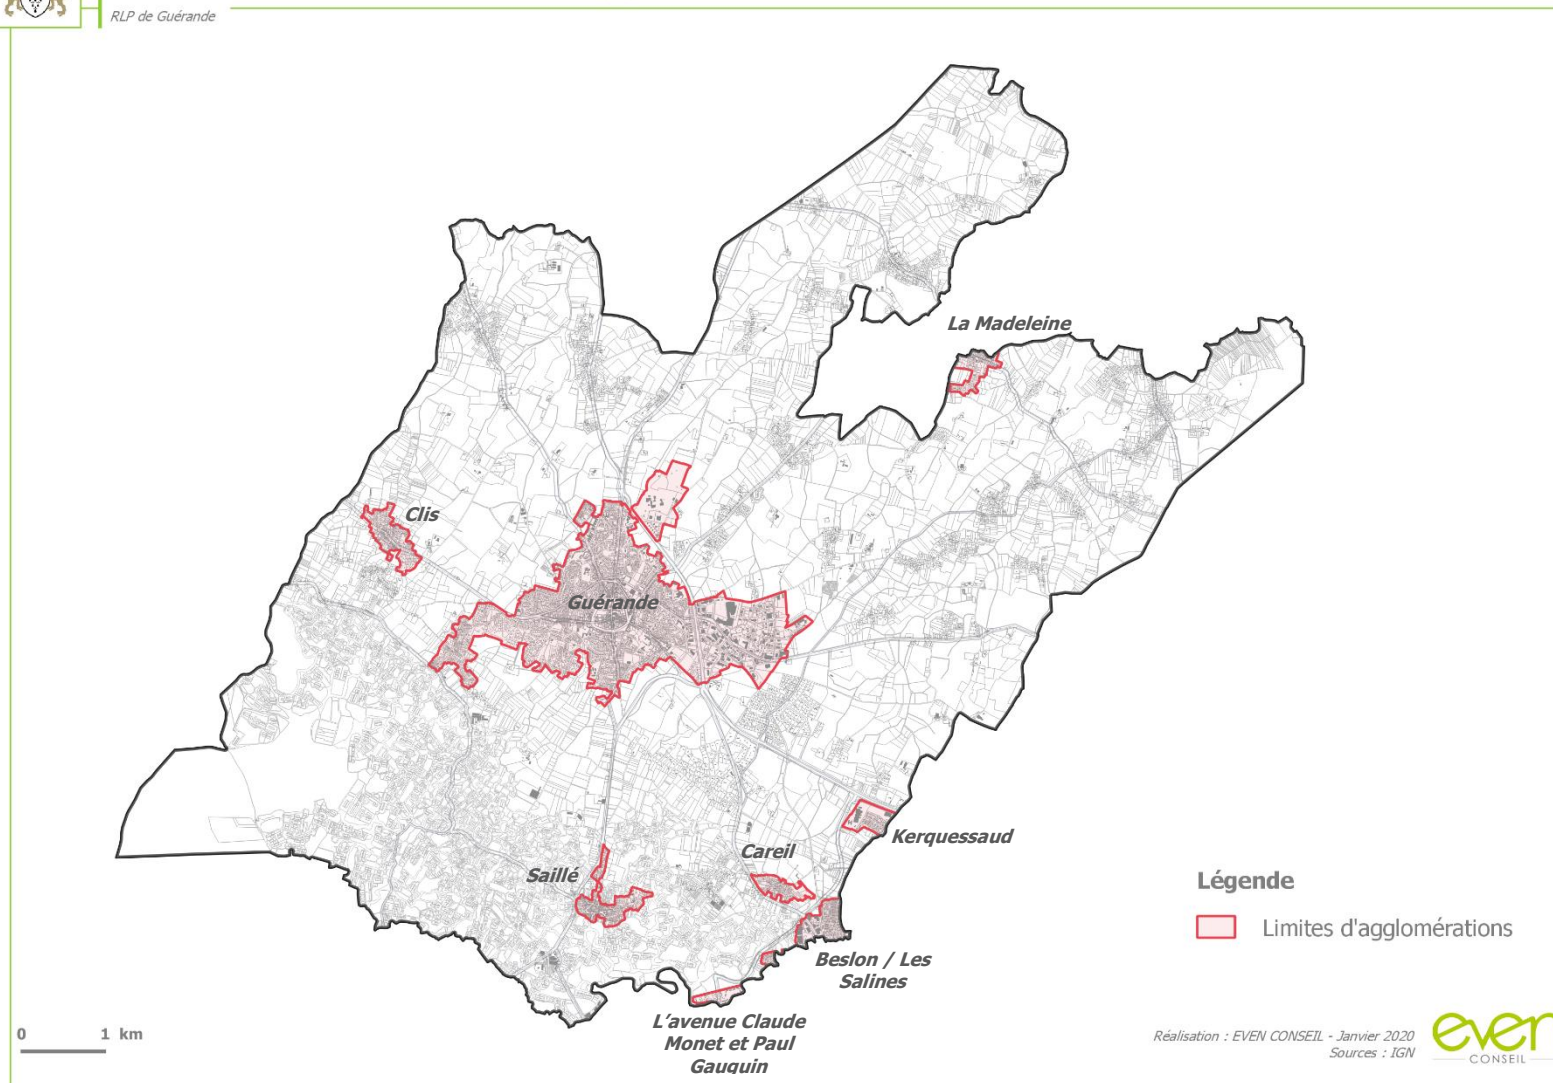 RLP de Guérande
La Madeleine
Clis
Guérande
Kerquessaud
Careil
Saillé
Légende
Limites d'agglomérations
Beslon / Les
Salines
L'avenue Claude
Monet et Paul
Gauguin
0 1 km
Réalisation : EVEN CONSEIL - Janvier 2020
Sources : IGN
even
CONSEIL